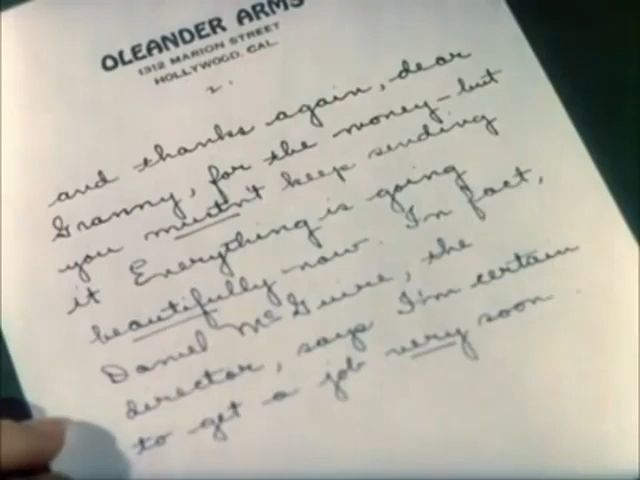 OLEANDER ARMS
1312 MARION STREET
HOLLYWOOD. CAL.
2.
and thanks again, dear
Granny, for the money - but
you mustn't keep sending
it Everything is going
beautifully now. In fact,
Daniel McGuire, the
director, says I'm certain
to get a job very soon.